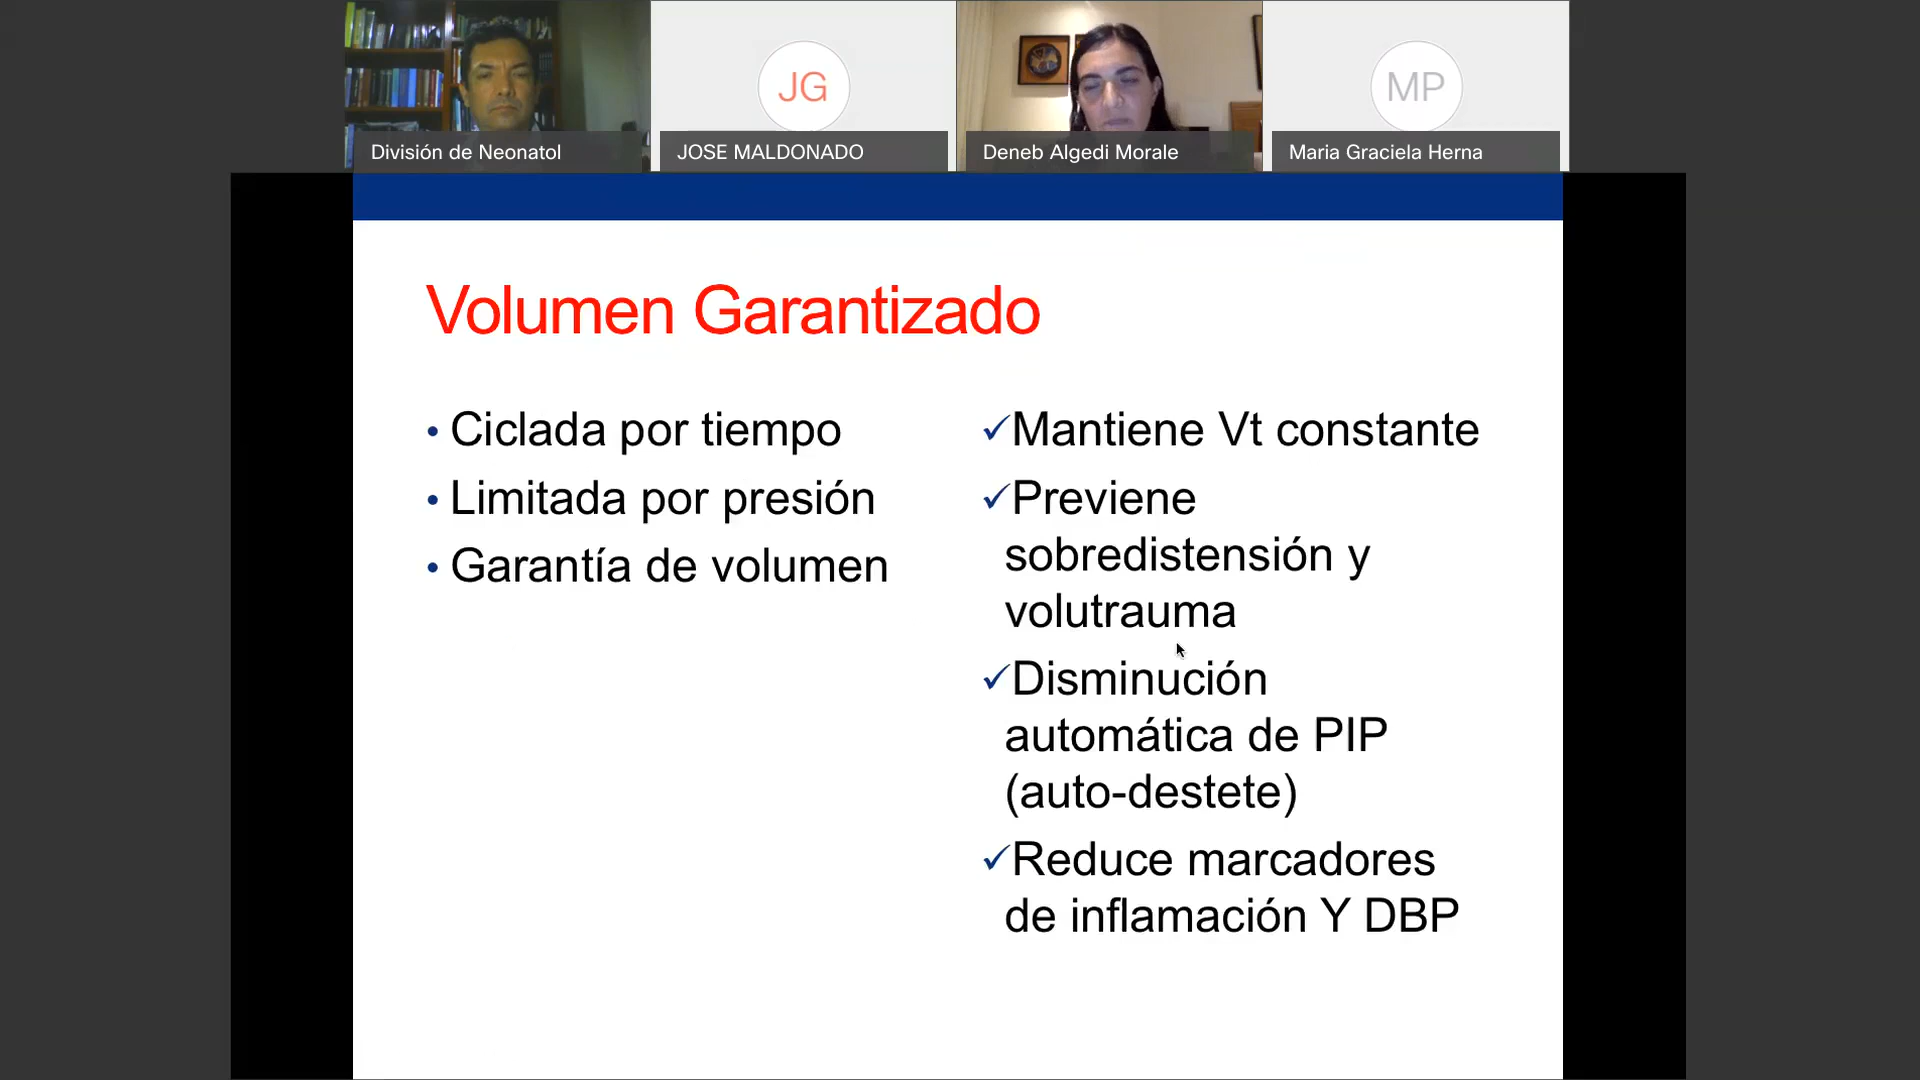 JG
MP
División de Neonatol
JOSE MALDONADO
Deneb Algedi Morale
Maria Graciela Herna
Volumen Garantizado
• Ciclada por tiempo
• Limitada por presión
• Garantía de volumen
✓Mantiene Vt constante
✓Previene
sobredistensión y
volutrauma
✓Disminución
automática de PIP
(auto-destete)
✓Reduce marcadores
de inflamación Y DBP